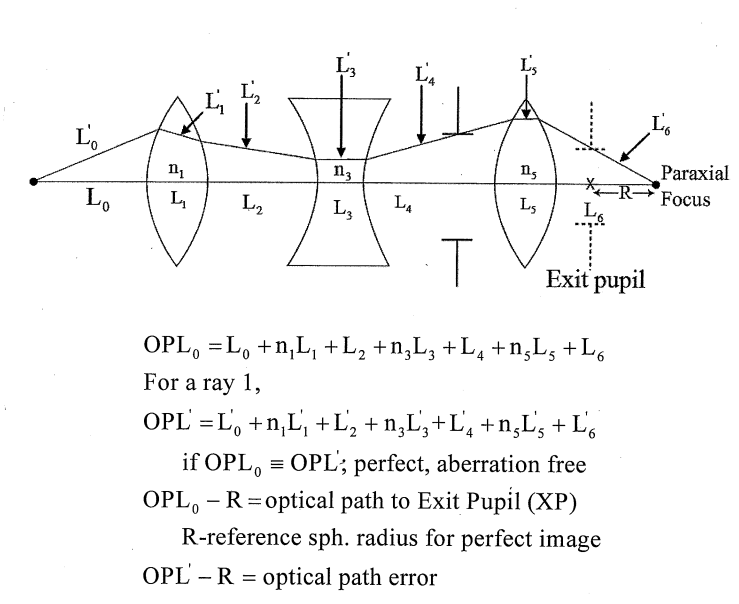 L'₃
L'₁ L'₂ L'₄ L'₅
L'₀ L'₆
n₁ n₃ n₅ Paraxial
L₀ L₁ L₂ L₃ L₄ L₅ x R Focus
L₆
Exit pupil
OPL₀ = L₀ + n₁L₁ + L₂ + n₃L₃ + L₄ + n₅L₅ + L₆
For a ray 1,
OPL' = L'₀ + n₁L'₁ + L'₂ + n₃L'₃ + L'₄ + n₅L'₅ + L'₆
if OPL₀ ≡ OPL'; perfect, aberration free
OPL₀ − R = optical path to Exit Pupil (XP)
R-reference sph. radius for perfect image
OPL' − R = optical path error